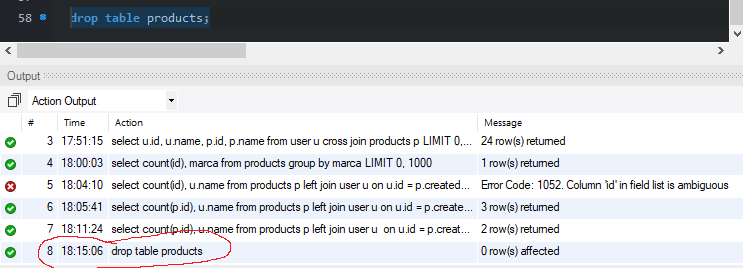 58 drop table products;
Output
Action Output
# Time Action Message
3 17:51:15 select u.id, u.name, p.id, p.name from user u cross join products p LIMIT 0,... 24 row(s) returned
4 18:00:03 select count(id), marca from products group by marca LIMIT 0, 1000 1 row(s) returned
5 18:04:10 select count(id), u.name from products p left join user u on u.id = p.created... Error Code: 1052. Column 'id' in field list is ambiguous
6 18:05:41 select count(p.id), u.name from products p left join user u on u.id = p.creat... 3 row(s) returned
7 18:11:24 select count(p.id), u.name from products p left join user u  on u.id = p.creat... 2 row(s) returned
8 18:15:06 drop table products 0 row(s) affected